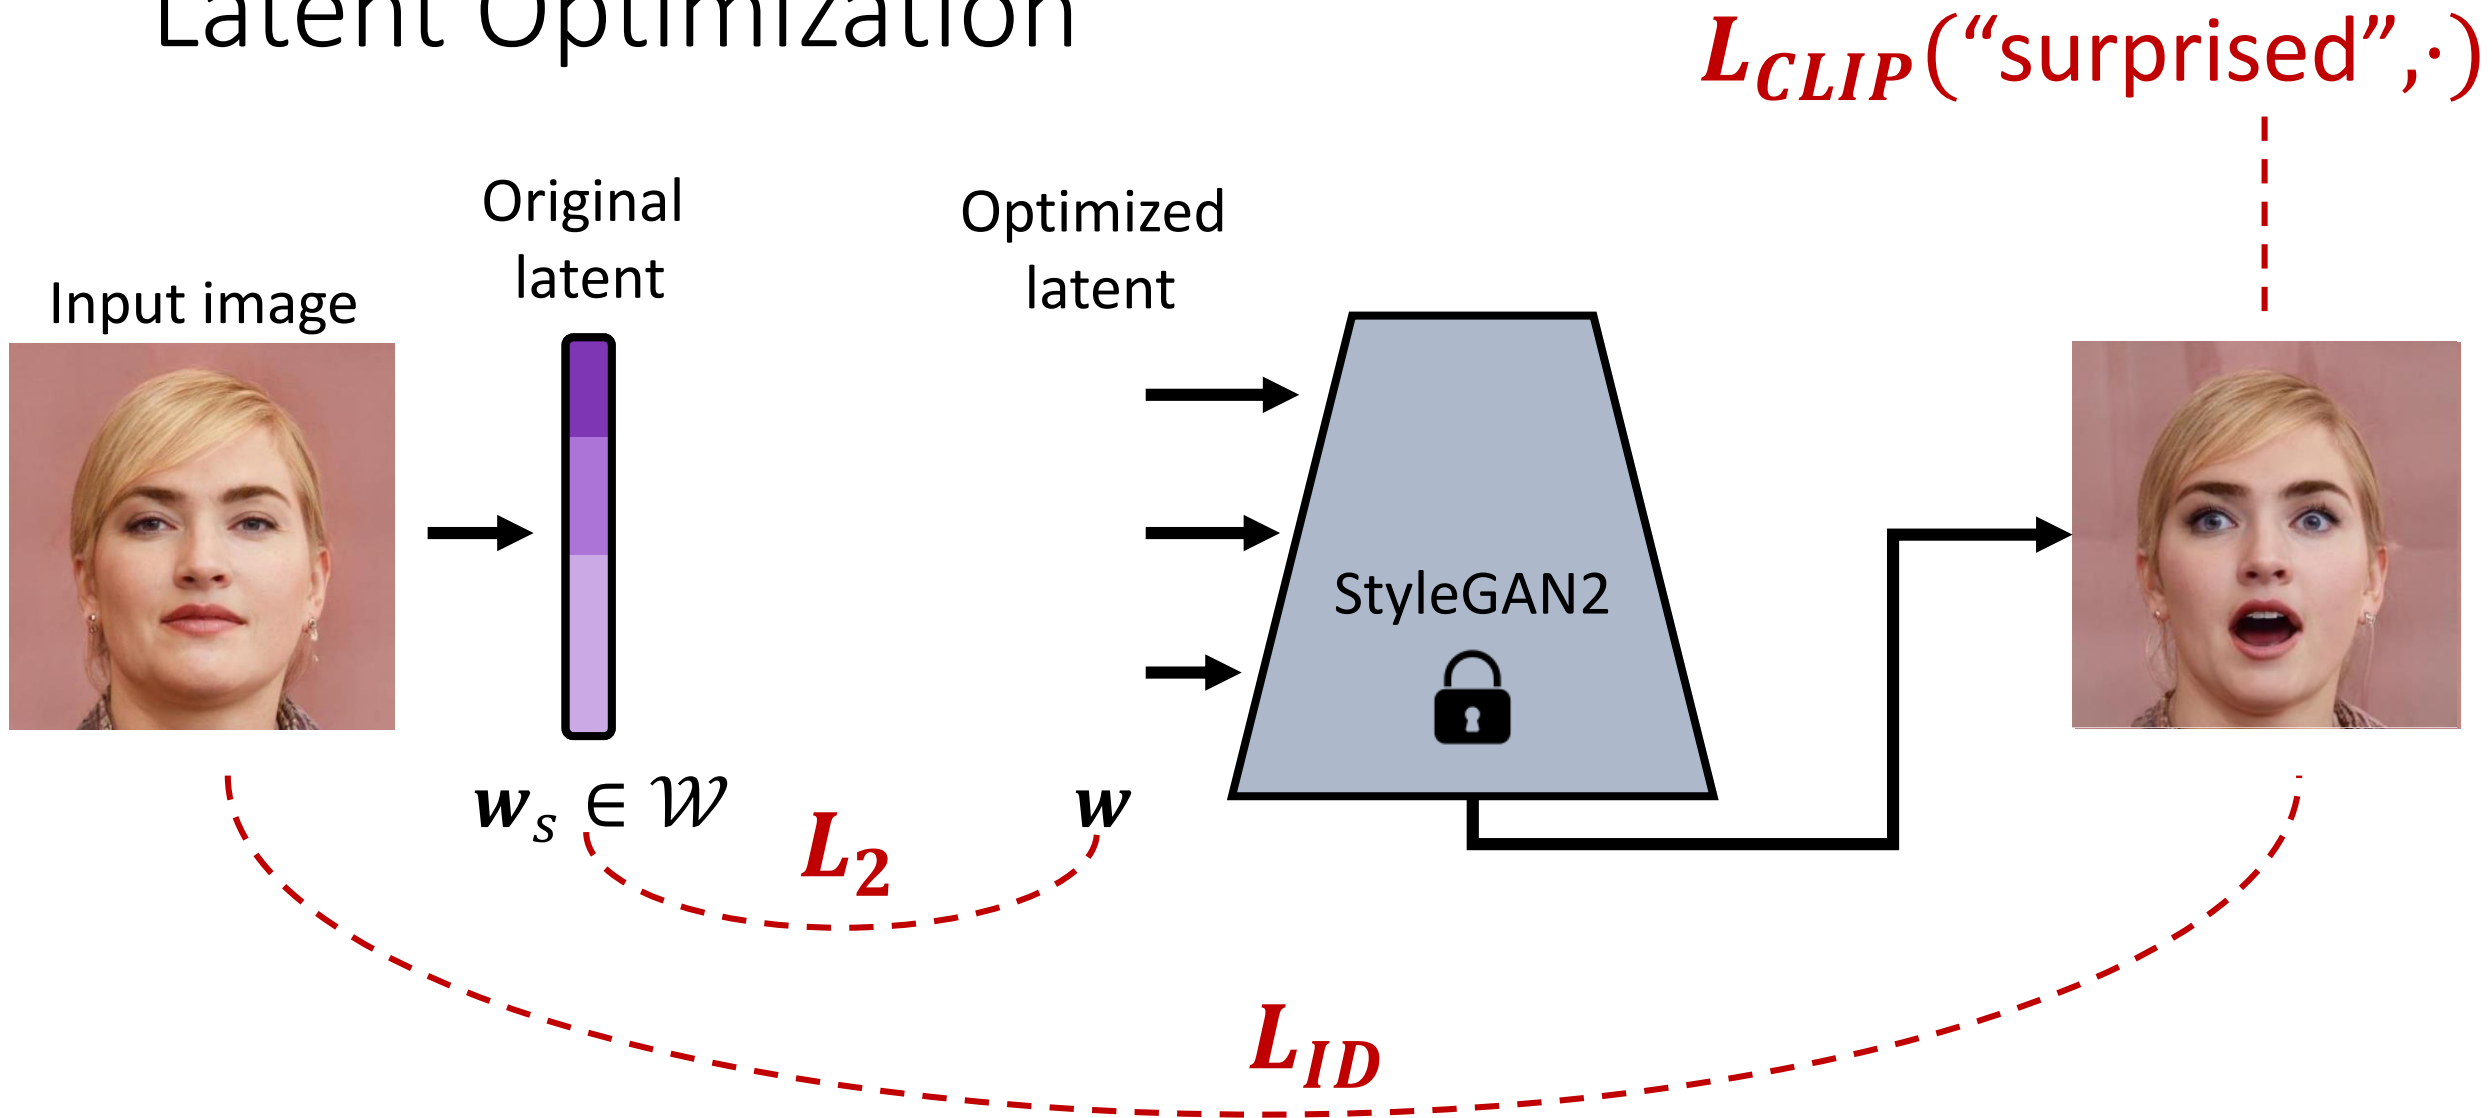 Latent Optimization
L_CLIP(“surprised”,·)
Original
latent
Optimized
latent
Input image
StyleGAN2
w_s ∈ 𝒲
w
L_2
L_ID